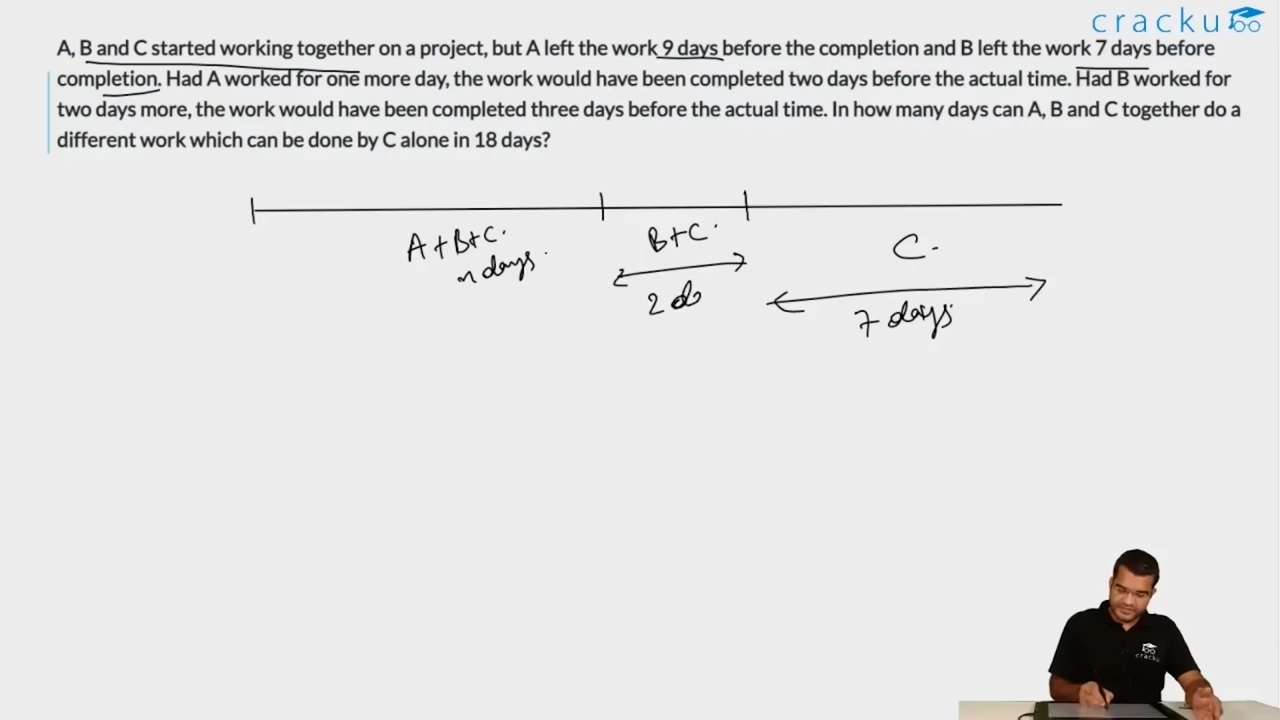 cracku
A, B and C started working together on a project, but A left the work 9 days before the completion and B left the work 7 days before
completion. Had A worked for one more day, the work would have been completed two days before the actual time. Had B worked for
two days more, the work would have been completed three days before the actual time. In how many days can A, B and C together do a
different work which can be done by C alone in 18 days?
A+B+C. B+C. C.
n days. 2 da 7 days
cracku